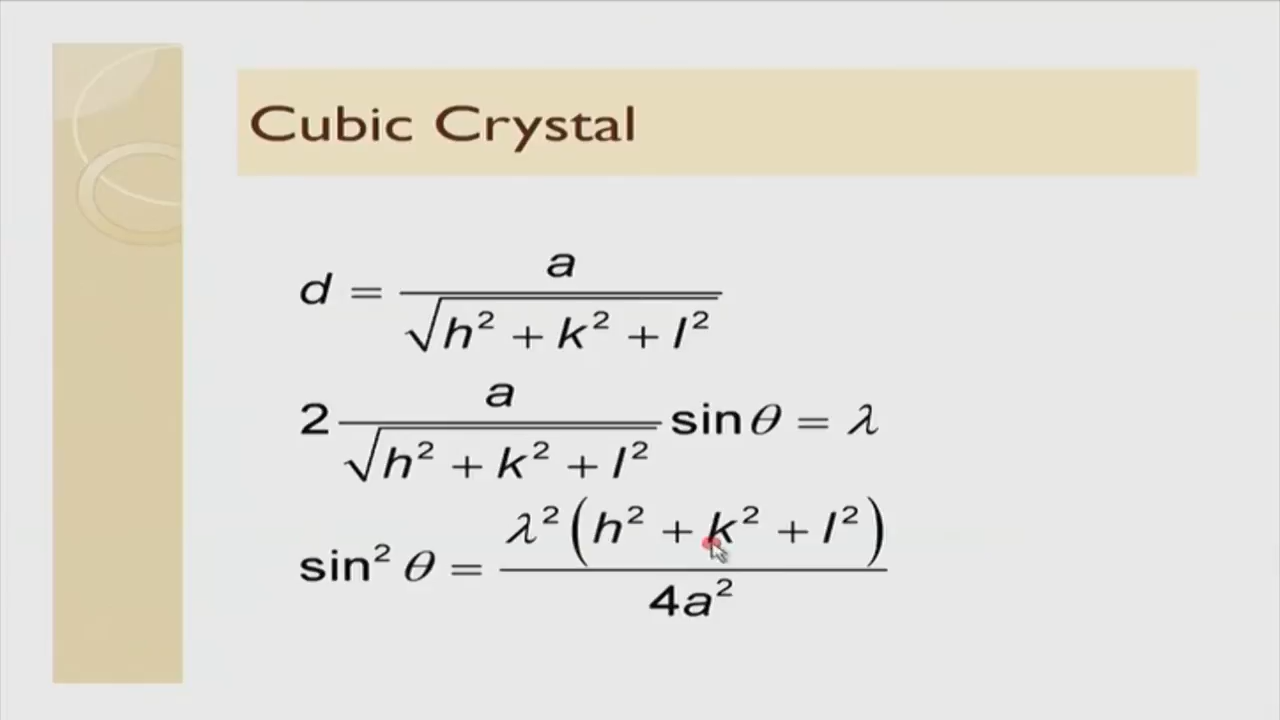 Cubic Crystal
d = a / √(h² + k² + l²)
2 a / √(h² + k² + l²) sin θ = λ
sin² θ = λ² (h² + k² + l²) / 4a²